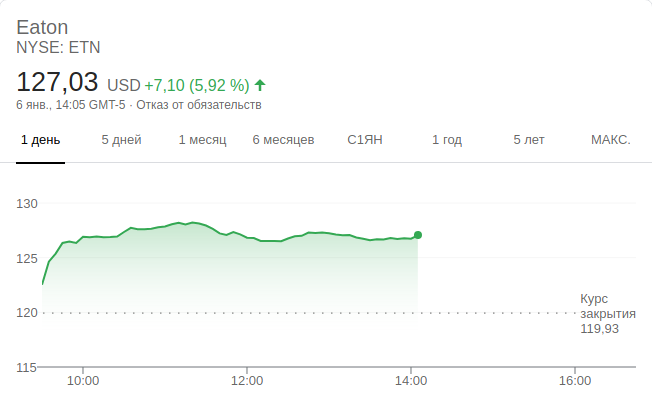 Eaton
NYSE: ETN
127,03 USD +7,10 (5,92 %)
6 янв., 14:05 GMT-5 · Отказ от обязательств
1 день 5 дней 1 месяц 6 месяцев С1ЯН 1 год 5 лет МАКС.
130
125
120
115
Курс
закрытия
119,93
10:00 12:00 14:00 16:00